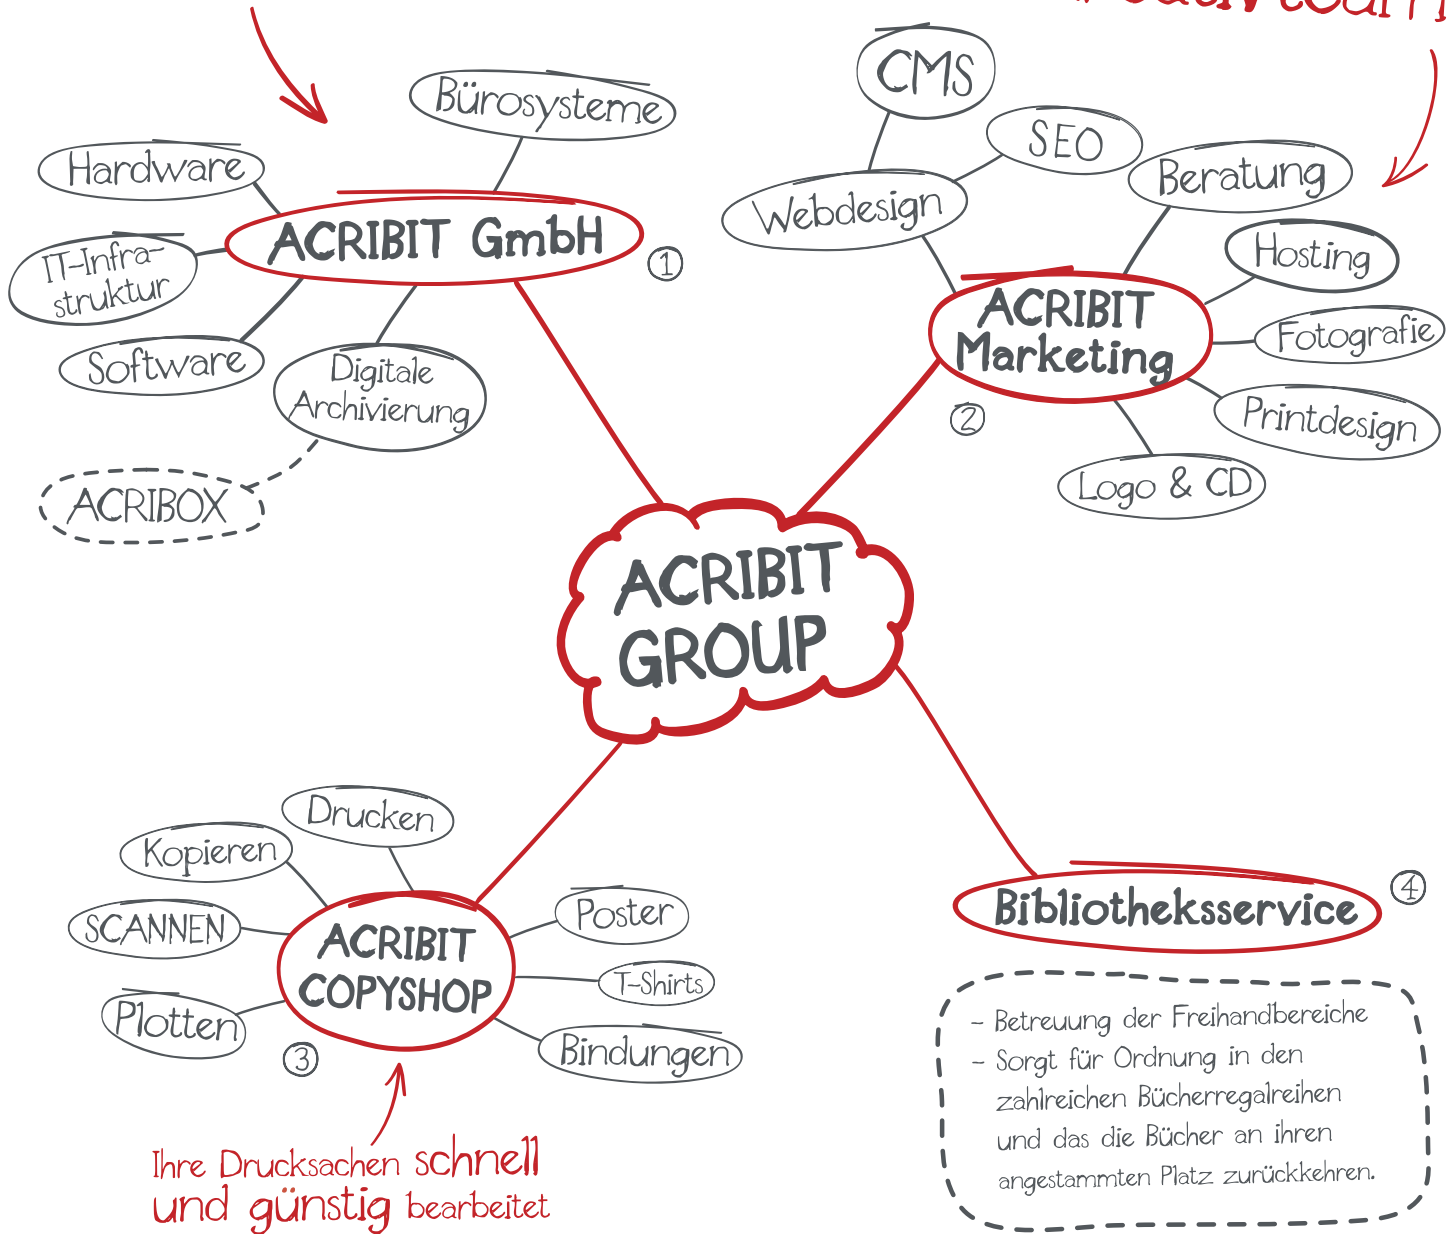 Bürosysteme
Hardware
ACRIBIT GmbH
1
IT-Infra-
struktur
Software
Digitale
Archivierung
ACRIBOX
CMS
SEO
Webdesign
Beratung
Hosting
ACRIBIT
Marketing
Fotografie
Printdesign
2
Logo & CD
ACRIBIT
GROUP
Drucken
Kopieren
SCANNEN
Plotten
ACRIBIT
COPYSHOP
Poster
T-Shirts
Bindungen
3
Ihre Drucksachen schnell
und günstig bearbeitet
Bibliotheksservice
4
- Betreuung der Freihandbereiche
- Sorgt für Ordnung in den
zahlreichen Bücherregalreihen
und das die Bücher an ihren
angestammten Platz zurückkehren.